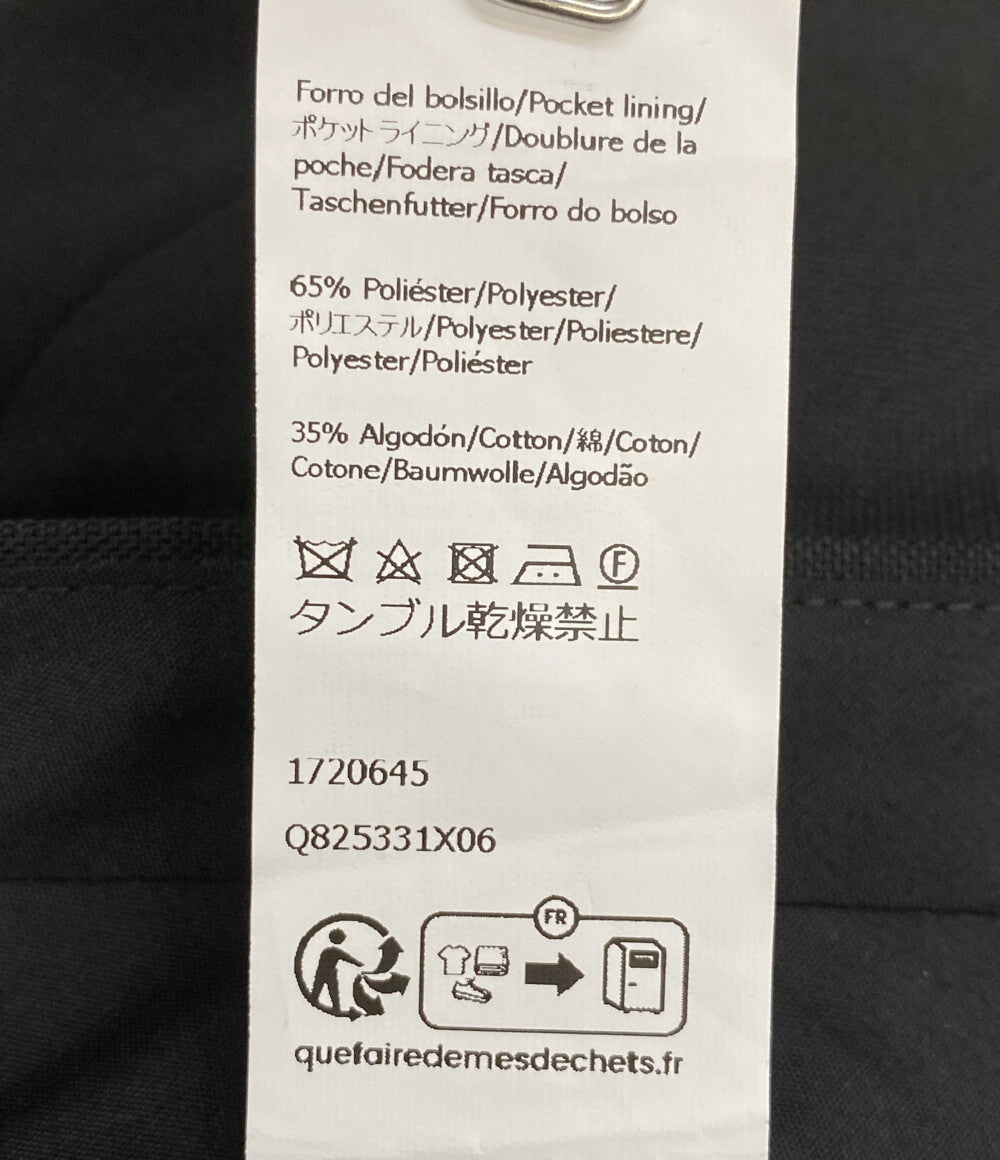 Forro del bolsillo/Pocket lining/
ポケットライニング/Doublure de la
poche/Fodera tasca/
Taschenfutter/Forro do bolso
65% Poliéster/Polyester/
ポリエステル/Polyester/Poliestere/
Polyester/Poliéster
35% Algodón/Cotton/綿/Coton/
Cotone/Baumwolle/Algodão
F
タンブル乾燥禁止
1720645
Q825331X06
FR
quefairedemesdechets.fr